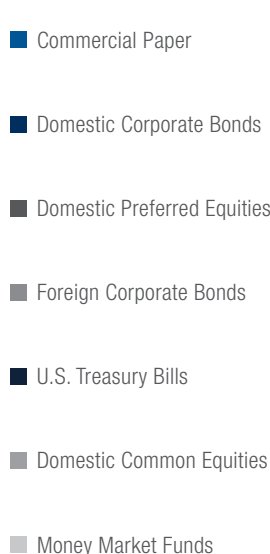 Commercial Paper
Domestic Corporate Bonds
Domestic Preferred Equities
Foreign Corporate Bonds
U.S. Treasury Bills
Domestic Common Equities
Money Market Funds